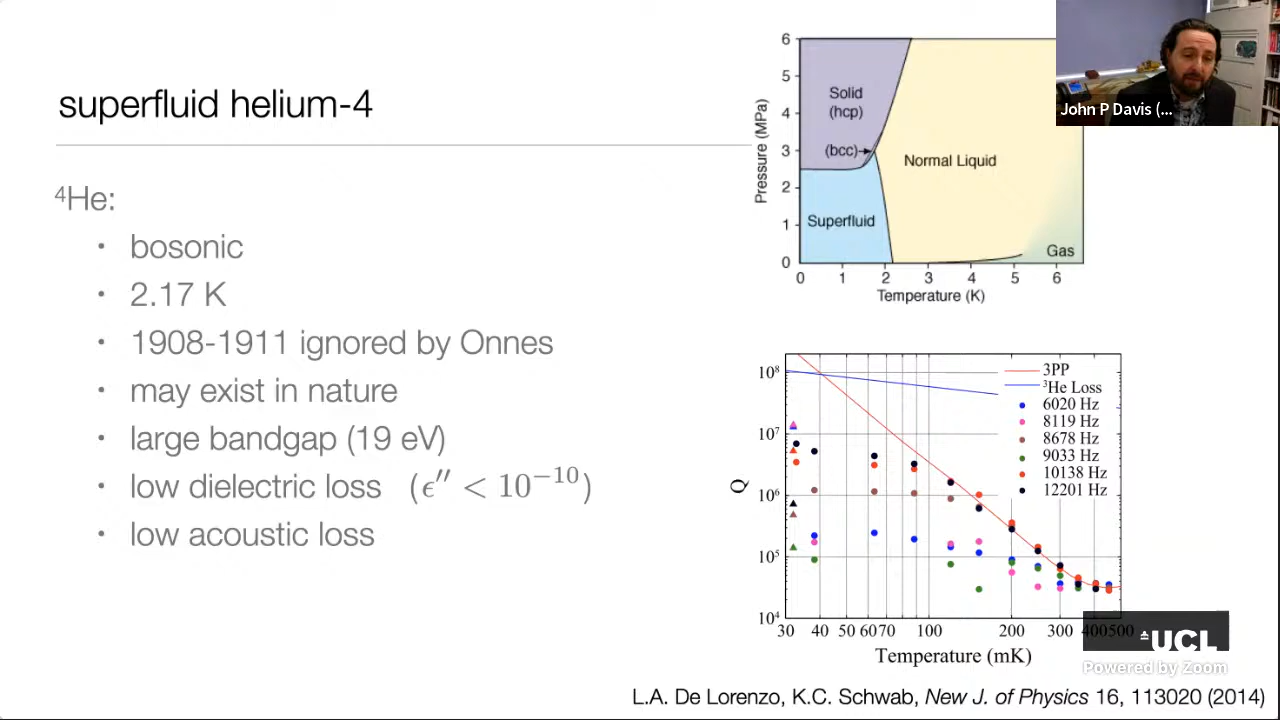 superfluid helium-4
⁴He:
• bosonic
• 2.17 K
• 1908-1911 ignored by Onnes
• may exist in nature
• large bandgap (19 eV)
• low dielectric loss (ϵ′′ < 10⁻¹⁰)
• low acoustic loss
6
5
4
3
2
1
0
Pressure (MPa)
Solid
(hcp)
(bcc)
Normal Liquid
Superfluid
Gas
0 1 2 3 4 5 6
Temperature (K)
John P Davis (...
10⁸
10⁷
10⁶
10⁵
10⁴
Q
3PP
³He Loss
6020 Hz
8119 Hz
8678 Hz
9033 Hz
10138 Hz
12201 Hz
30 40 50 60 70 100 200 300 400 500
Temperature (mK)
UCL
Powered by Zoom
L.A. De Lorenzo, K.C. Schwab, New J. of Physics 16, 113020 (2014)